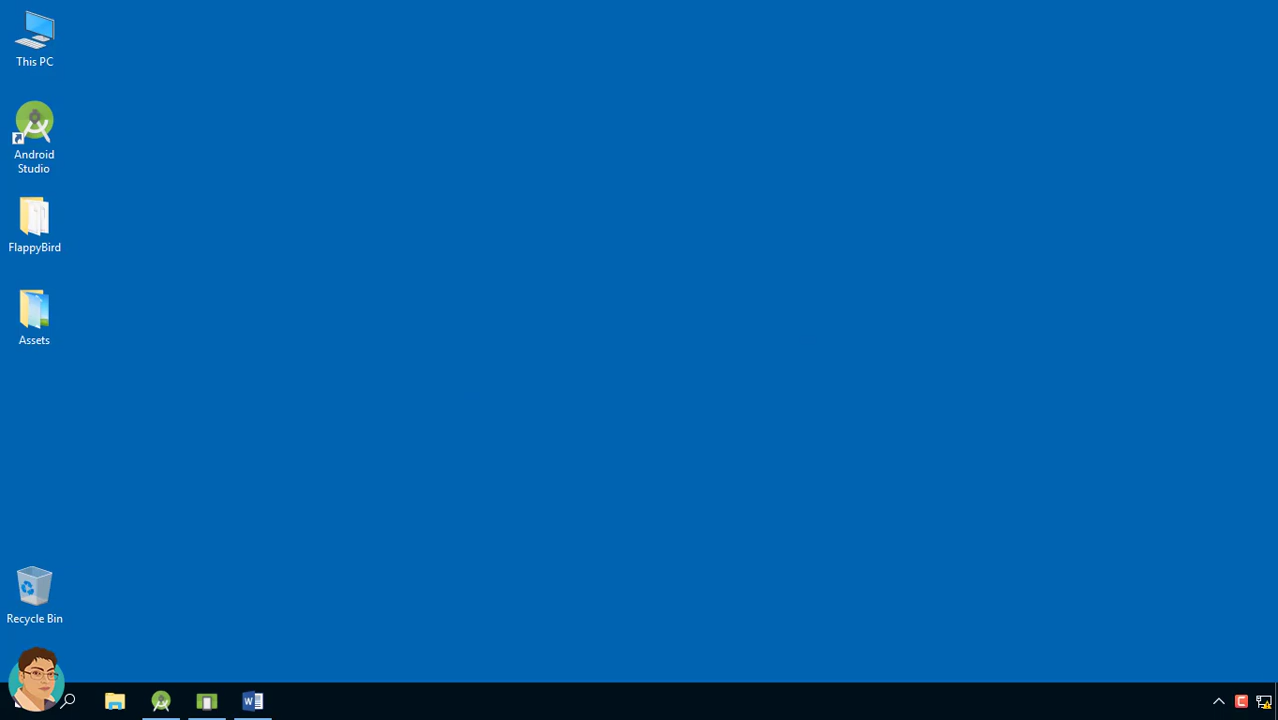 This PC
Android
Studio
FlappyBird
Assets
Recycle Bin